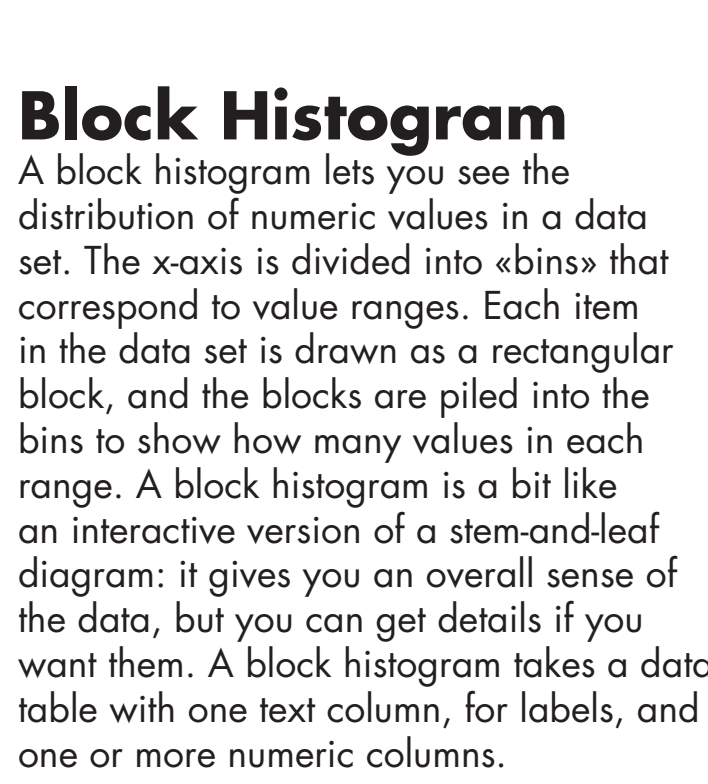 Block Histogram
A block histogram lets you see the
distribution of numeric values in a data
set. The x-axis is divided into «bins» that
correspond to value ranges. Each item
in the data set is drawn as a rectangular
block, and the blocks are piled into the
bins to show how many values in each
range. A block histogram is a bit like
an interactive version of a stem-and-leaf
diagram: it gives you an overall sense of
the data, but you can get details if you
want them. A block histogram takes a data
table with one text column, for labels, and
one or more numeric columns.